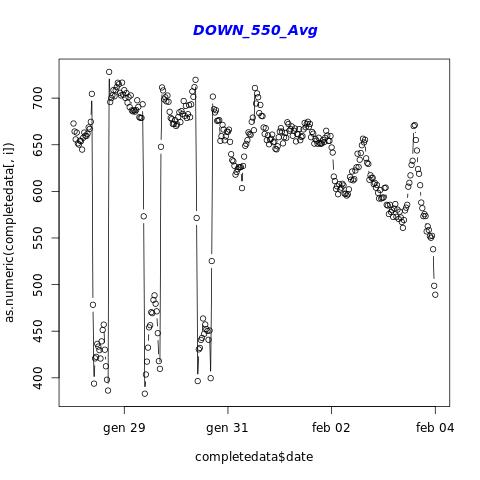 DOWN_550_Avg
as.numeric(completedata[, i])
700
650
600
550
500
450
400
gen 29
gen 31
feb 02
feb 04
completedata$date